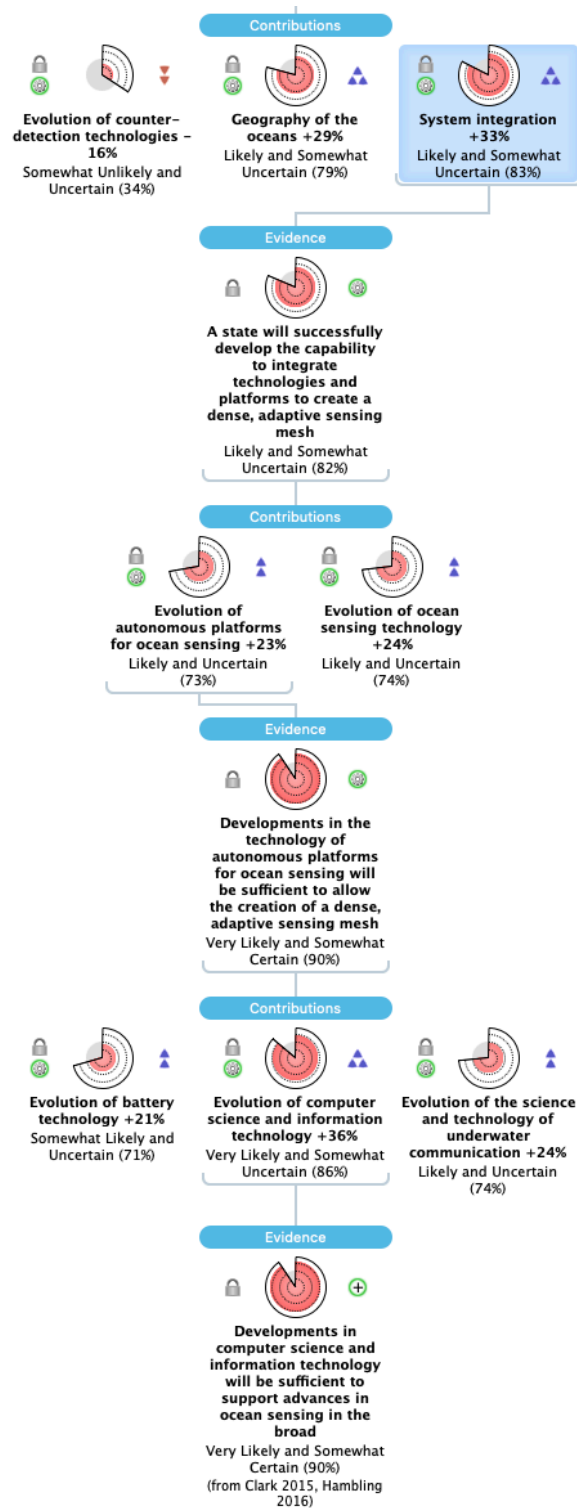 Contributions
Evolution of counter-
detection technologies –
16%
Somewhat Unlikely and
Uncertain (34%)
Geography of the
oceans +29%
Likely and Somewhat
Uncertain (79%)
System integration
+33%
Likely and Somewhat
Uncertain (83%)
Evidence
A state will successfully
develop the capability
to integrate
technologies and
platforms to create a
dense, adaptive sensing
mesh
Likely and Somewhat
Uncertain (82%)
Contributions
Evolution of
autonomous platforms
for ocean sensing +23%
Likely and Uncertain
(73%)
Evolution of ocean
sensing technology
+24%
Likely and Uncertain
(74%)
Evidence
Developments in the
technology of
autonomous platforms
for ocean sensing will
be sufficient to allow
the creation of a dense,
adaptive sensing mesh
Very Likely and Somewhat
Certain (90%)
Contributions
Evolution of battery
technology +21%
Somewhat Likely and
Uncertain (71%)
Evolution of computer
science and information
technology +36%
Very Likely and Somewhat
Uncertain (86%)
Evolution of the science
and technology of
underwater
communication +24%
Likely and Uncertain
(74%)
Evidence
Developments in
computer science and
information technology
will be sufficient to
support advances in
ocean sensing in the
broad
Very Likely and Somewhat
Certain (90%)
(from Clark 2015, Hambling
2016)